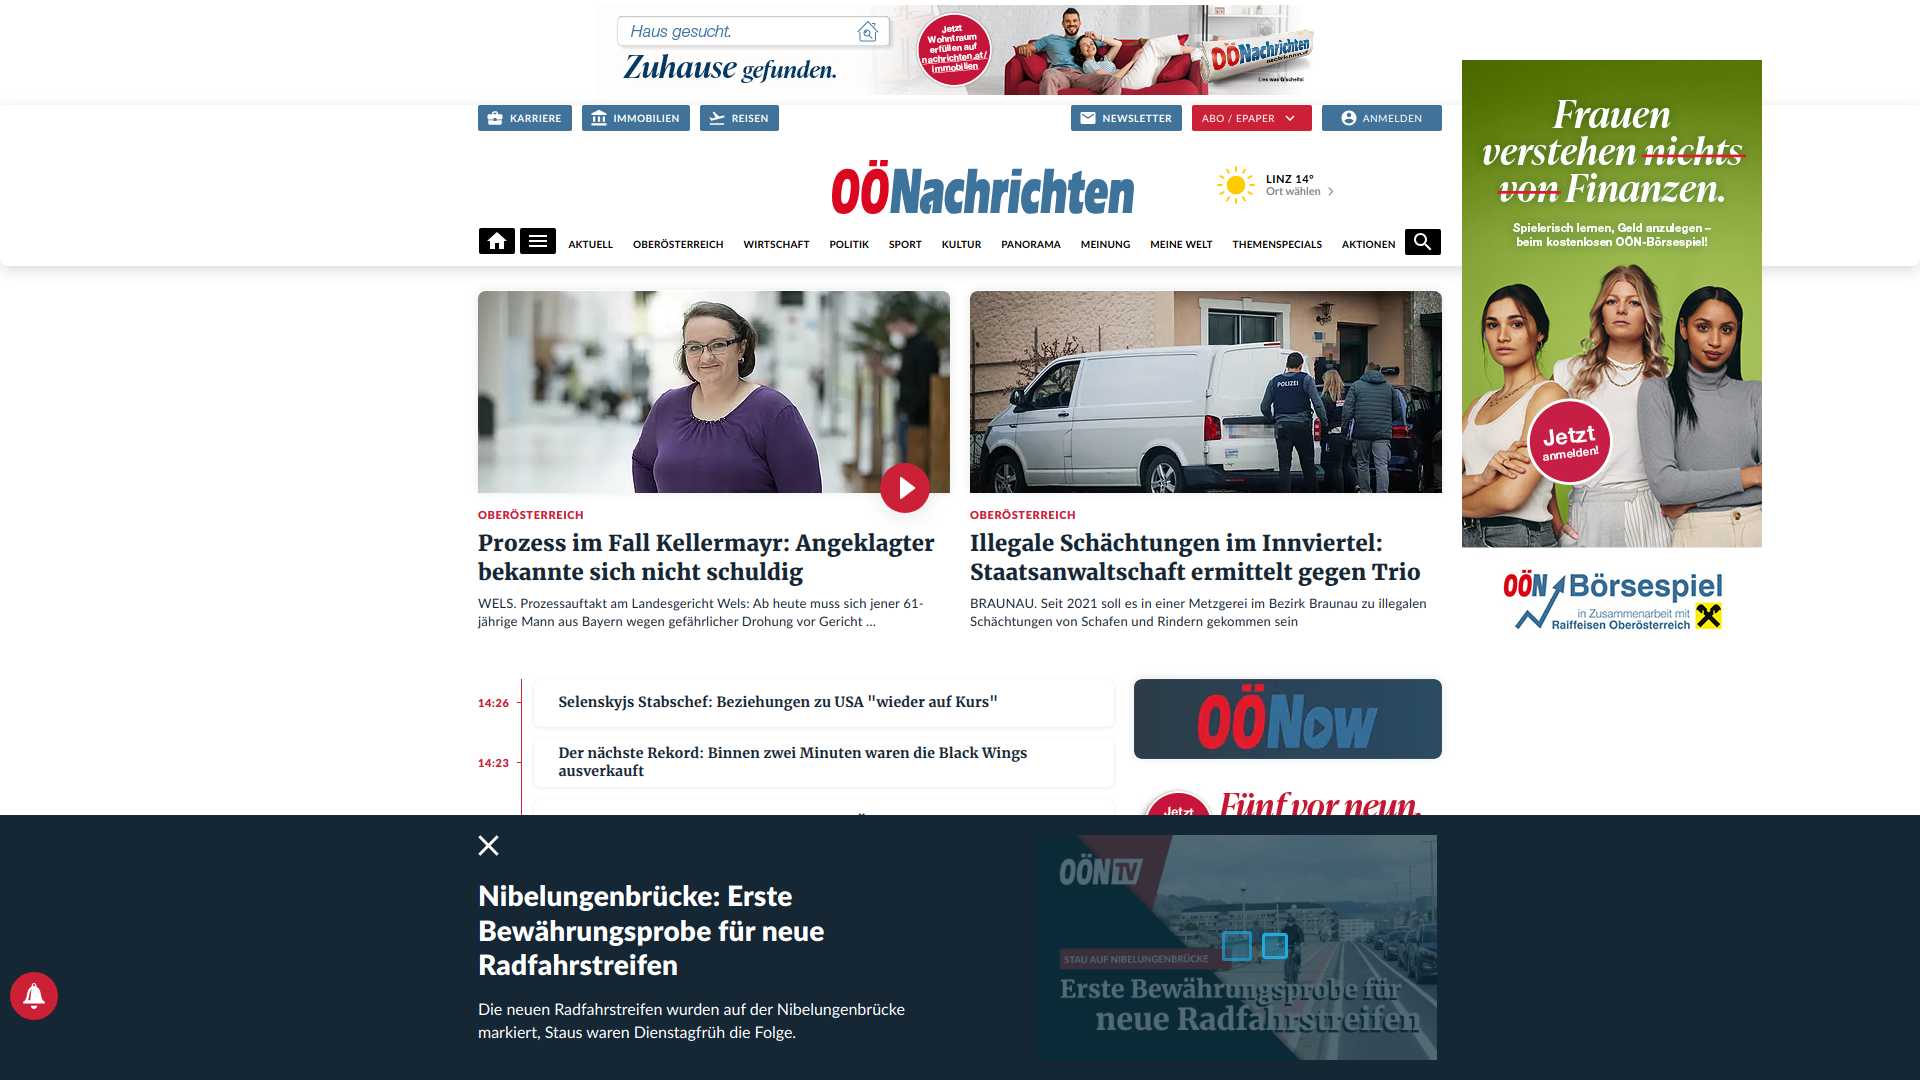 Haus gesucht.
Zuhause gefunden.
Jetzt
Wohntraum
erfüllen auf
nachrichten.at/
immobilien
OÖNachrichten
Lies was G'scheits!
KARRIERE
IMMOBILIEN
REISEN
NEWSLETTER
ABO / EPAPER
ANMELDEN
OÖNachrichten
LINZ 14°
Ort wählen
AKTUELL
OBERÖSTERREICH
WIRTSCHAFT
POLITIK
SPORT
KULTUR
PANORAMA
MEINUNG
MEINE WELT
THEMENSPECIALS
AKTIONEN
Frauen
verstehen nichts
von Finanzen.
Spielerisch lernen, Geld anzulegen –
beim kostenlosen OÖN-Börsespiel!
Jetzt
anmelden!
OÖN Börsespiel
in Zusammenarbeit mit
Raiffeisen Oberösterreich
POLIZEI
OBERÖSTERREICH
Prozess im Fall Kellermayr: Angeklagter
bekannte sich nicht schuldig
WELS. Prozessauftakt am Landesgericht Wels: Ab heute muss sich jener 61-
jährige Mann aus Bayern wegen gefährlicher Drohung vor Gericht ...
OBERÖSTERREICH
Illegale Schächtungen im Innviertel:
Staatsanwaltschaft ermittelt gegen Trio
BRAUNAU. Seit 2021 soll es in einer Metzgerei im Bezirk Braunau zu illegalen
Schächtungen von Schafen und Rindern gekommen sein
14:26
Selenskyjs Stabschef: Beziehungen zu USA "wieder auf Kurs"
14:23
Der nächste Rekord: Binnen zwei Minuten waren die Black Wings
ausverkauft
OÖNow
Jetzt
Fünf vor neun.
Nibelungenbrücke: Erste
Bewährungsprobe für neue
Radfahrstreifen
Die neuen Radfahrstreifen wurden auf der Nibelungenbrücke
markiert, Staus waren Dienstagfrüh die Folge.
OÖN TV
STAU AUF NIBELUNGENBRÜCKE
Erste Bewährungsprobe für
neue Radfahrstreifen